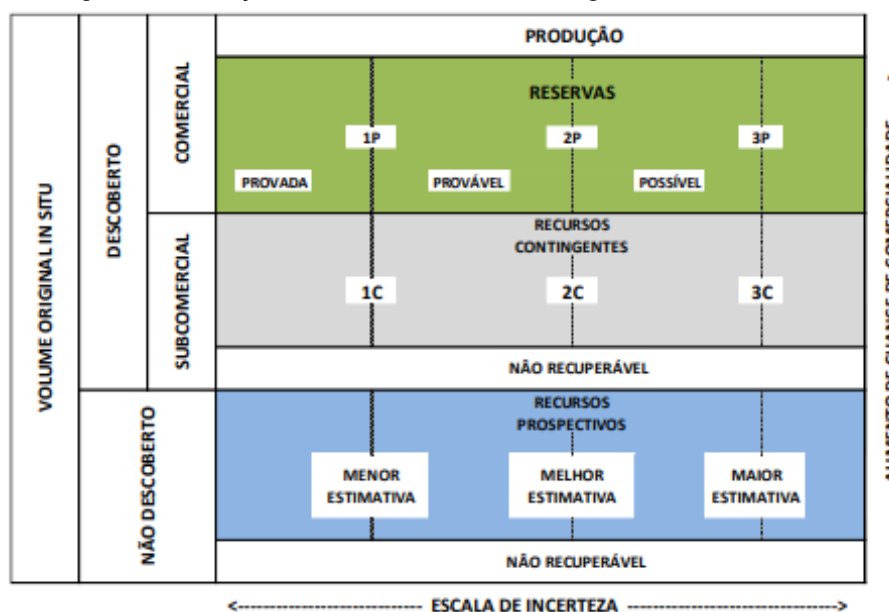 PRODUÇÃO
RESERVAS
1P
2P
3P
PROVADA
PROVÁVEL
POSSÍVEL
RECURSOS
CONTINGENTES
1C
2C
3C
NÃO RECUPERÁVEL
RECURSOS
PROSPECTIVOS
MENOR
ESTIMATIVA
MELHOR
ESTIMATIVA
MAIOR
ESTIMATIVA
NÃO RECUPERÁVEL
VOLUME ORIGINAL IN SITU
DESCOBERTO
NÃO DESCOBERTO
COMERCIAL
SUBCOMERCIAL
<---------------------------- ESCALA DE INCERTEZA ---------------------------->